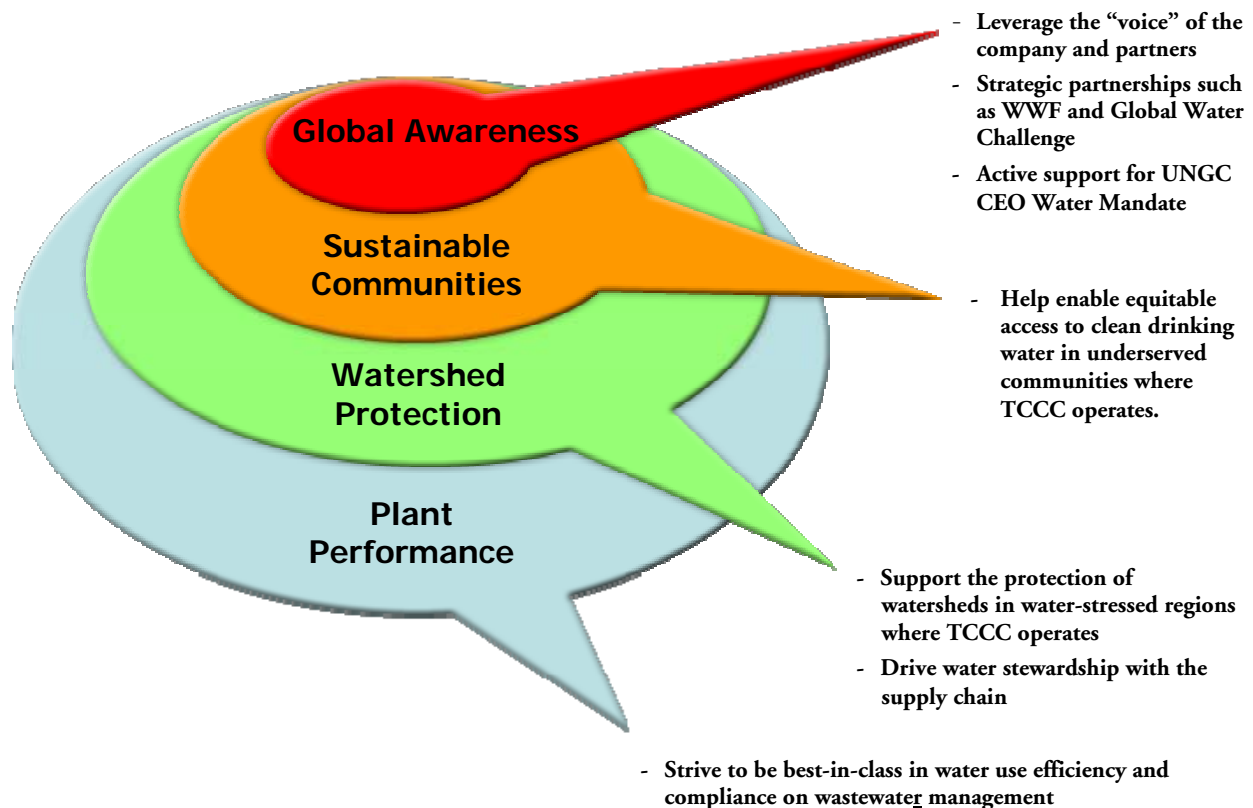 - Leverage the “voice” of the
company and partners
- Strategic partnerships such
as WWF and Global Water
Challenge
- Active support for UNGC
CEO Water Mandate
Global Awareness
Sustainable
Communities
- Help enable equitable
access to clean drinking
water in underserved
communities where
TCCC operates.
Watershed
Protection
Plant
Performance
- Support the protection of
watersheds in water-stressed regions
where TCCC operates
- Drive water stewardship with the
supply chain
- Strive to be best-in-class in water use efficiency and
compliance on wastewater management